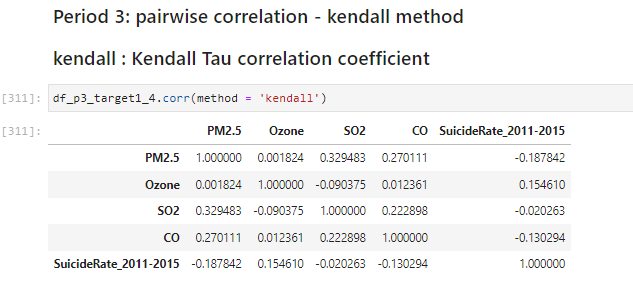 Period 3: pairwise correlation - kendall method
kendall : Kendall Tau correlation coefficient
[311]: df_p3_target1_4.corr(method = 'kendall')
[311]: PM2.5 Ozone SO2 CO SuicideRate_2011-2015
PM2.5 1.000000 0.001824 0.329483 0.270111 -0.187842
Ozone 0.001824 1.000000 -0.090375 0.012361 0.154610
SO2 0.329483 -0.090375 1.000000 0.222898 -0.020263
CO 0.270111 0.012361 0.222898 1.000000 -0.130294
SuicideRate_2011-2015 -0.187842 0.154610 -0.020263 -0.130294 1.000000